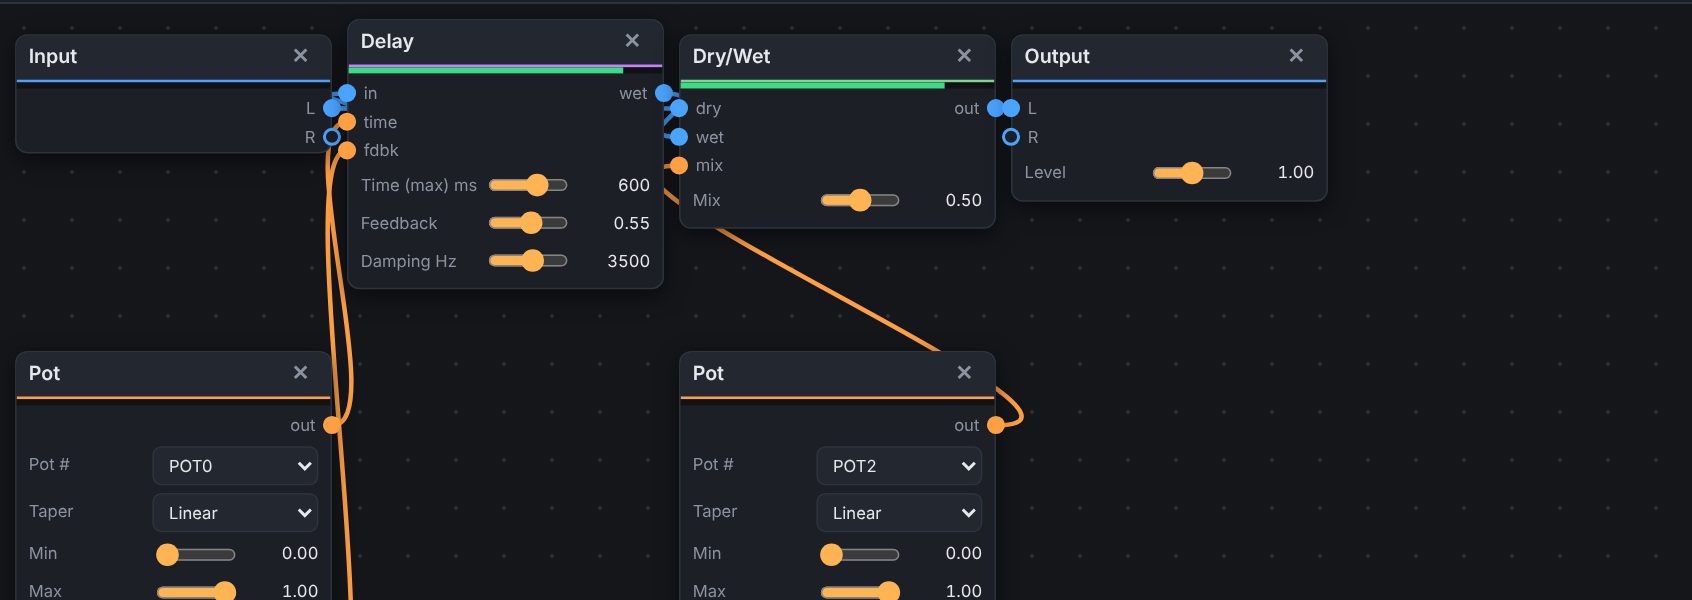 Input ✕
L
R
Delay ✕
in wet
time
fdbk
Time (max) ms 600
Feedback 0.55
Damping Hz 3500
Dry/Wet ✕
dry out
wet
mix
Mix 0.50
Output ✕
L
R
Level 1.00
Pot ✕
out
Pot # POT0
Taper Linear
Min 0.00
Max 1.00
Pot ✕
out
Pot # POT2
Taper Linear
Min 0.00
Max 1.00